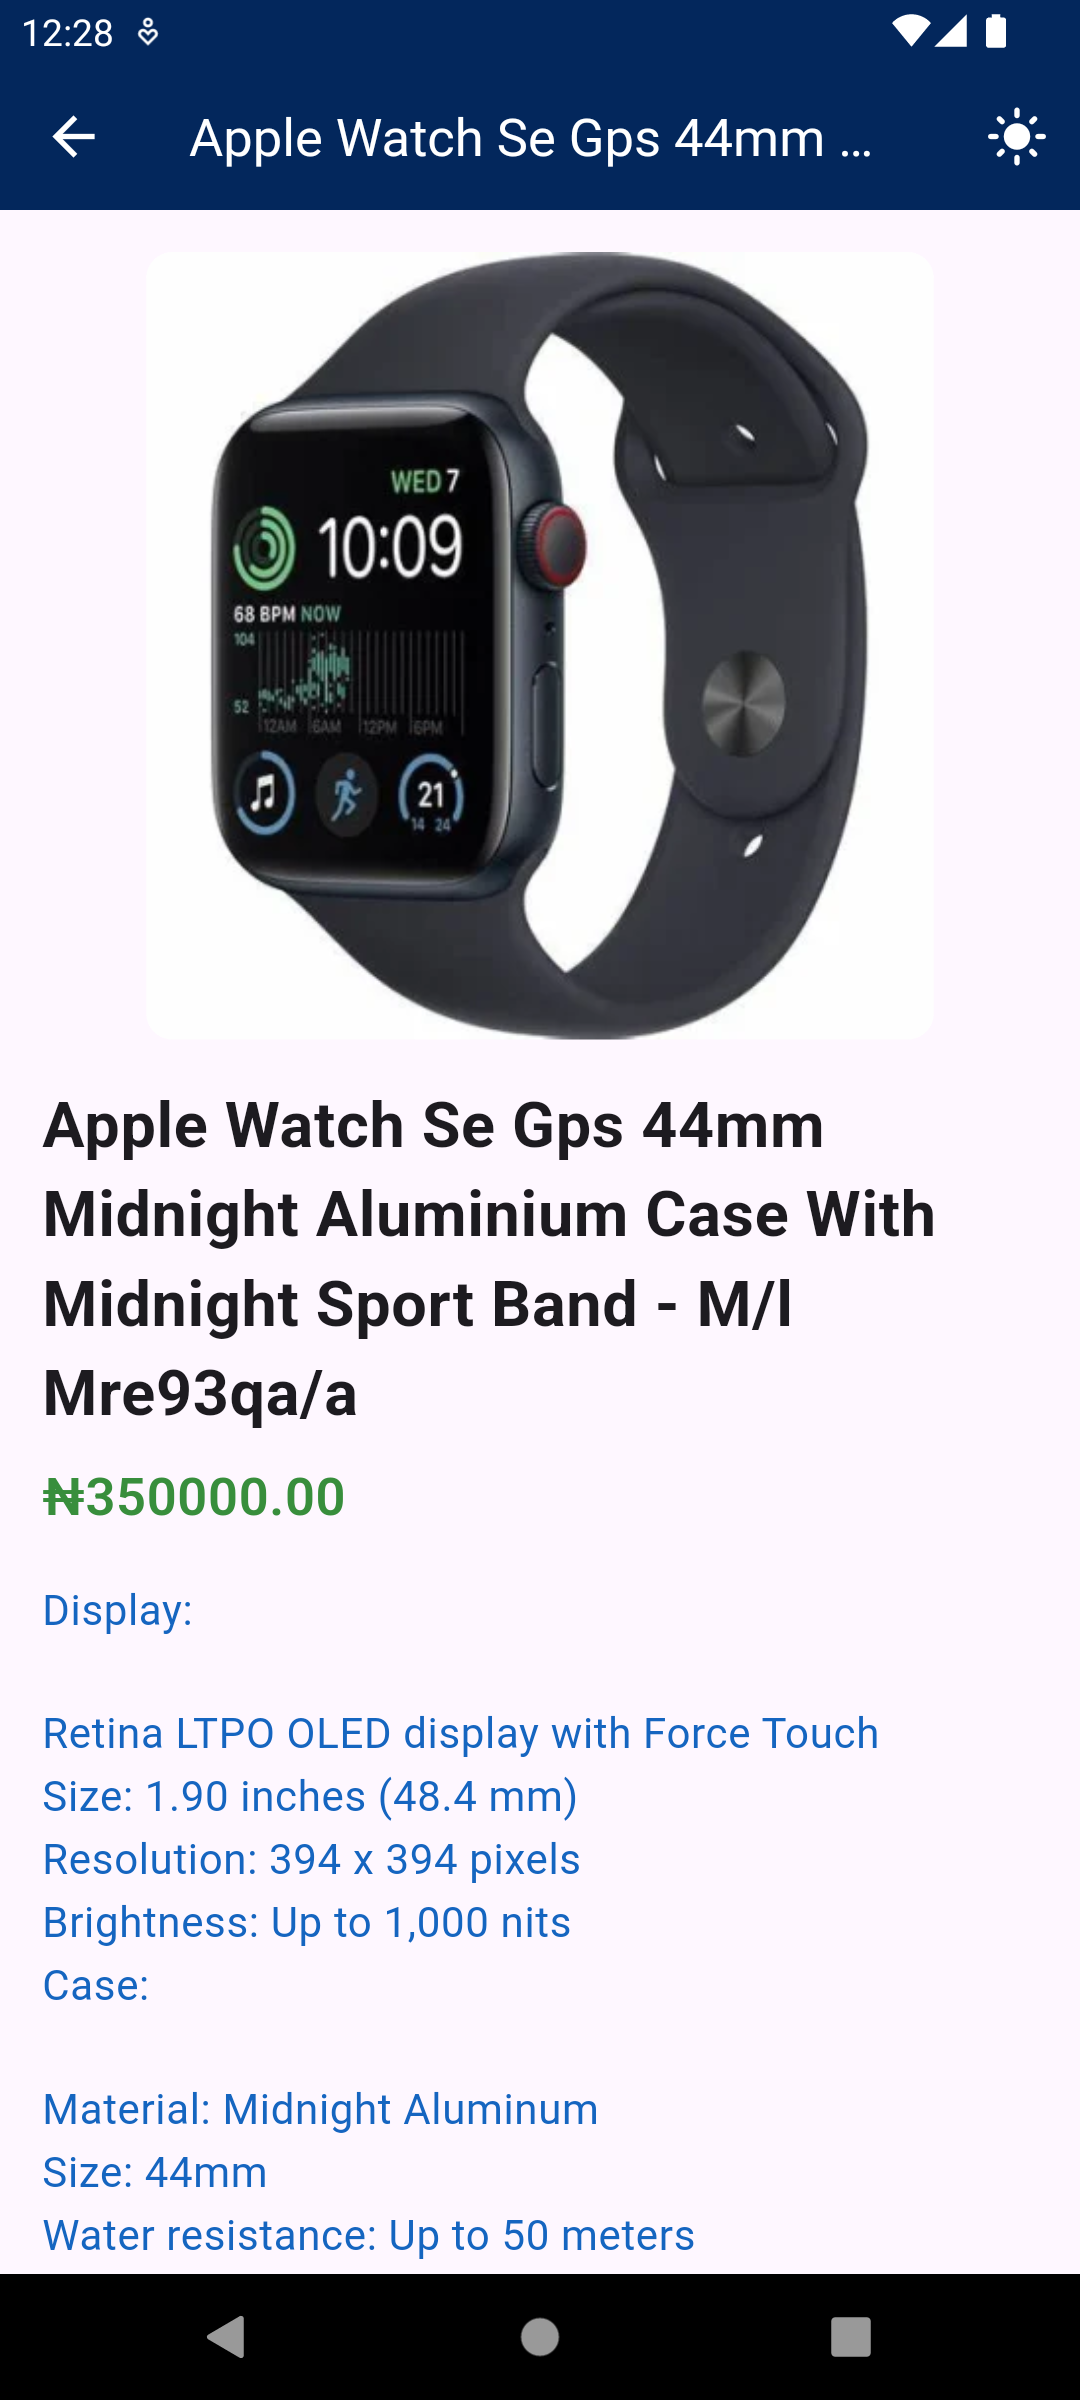 12:28
Apple Watch Se Gps 44mm ...
WED 7
10:09
68 BPM NOW
104
52
12AM 6AM 12PM 6PM
21
14 24
Apple Watch Se Gps 44mm
Midnight Aluminium Case With
Midnight Sport Band - M/l
Mre93qa/a
₦350000.00
Display:
Retina LTPO OLED display with Force Touch
Size: 1.90 inches (48.4 mm)
Resolution: 394 x 394 pixels
Brightness: Up to 1,000 nits
Case:
Material: Midnight Aluminum
Size: 44mm
Water resistance: Up to 50 meters